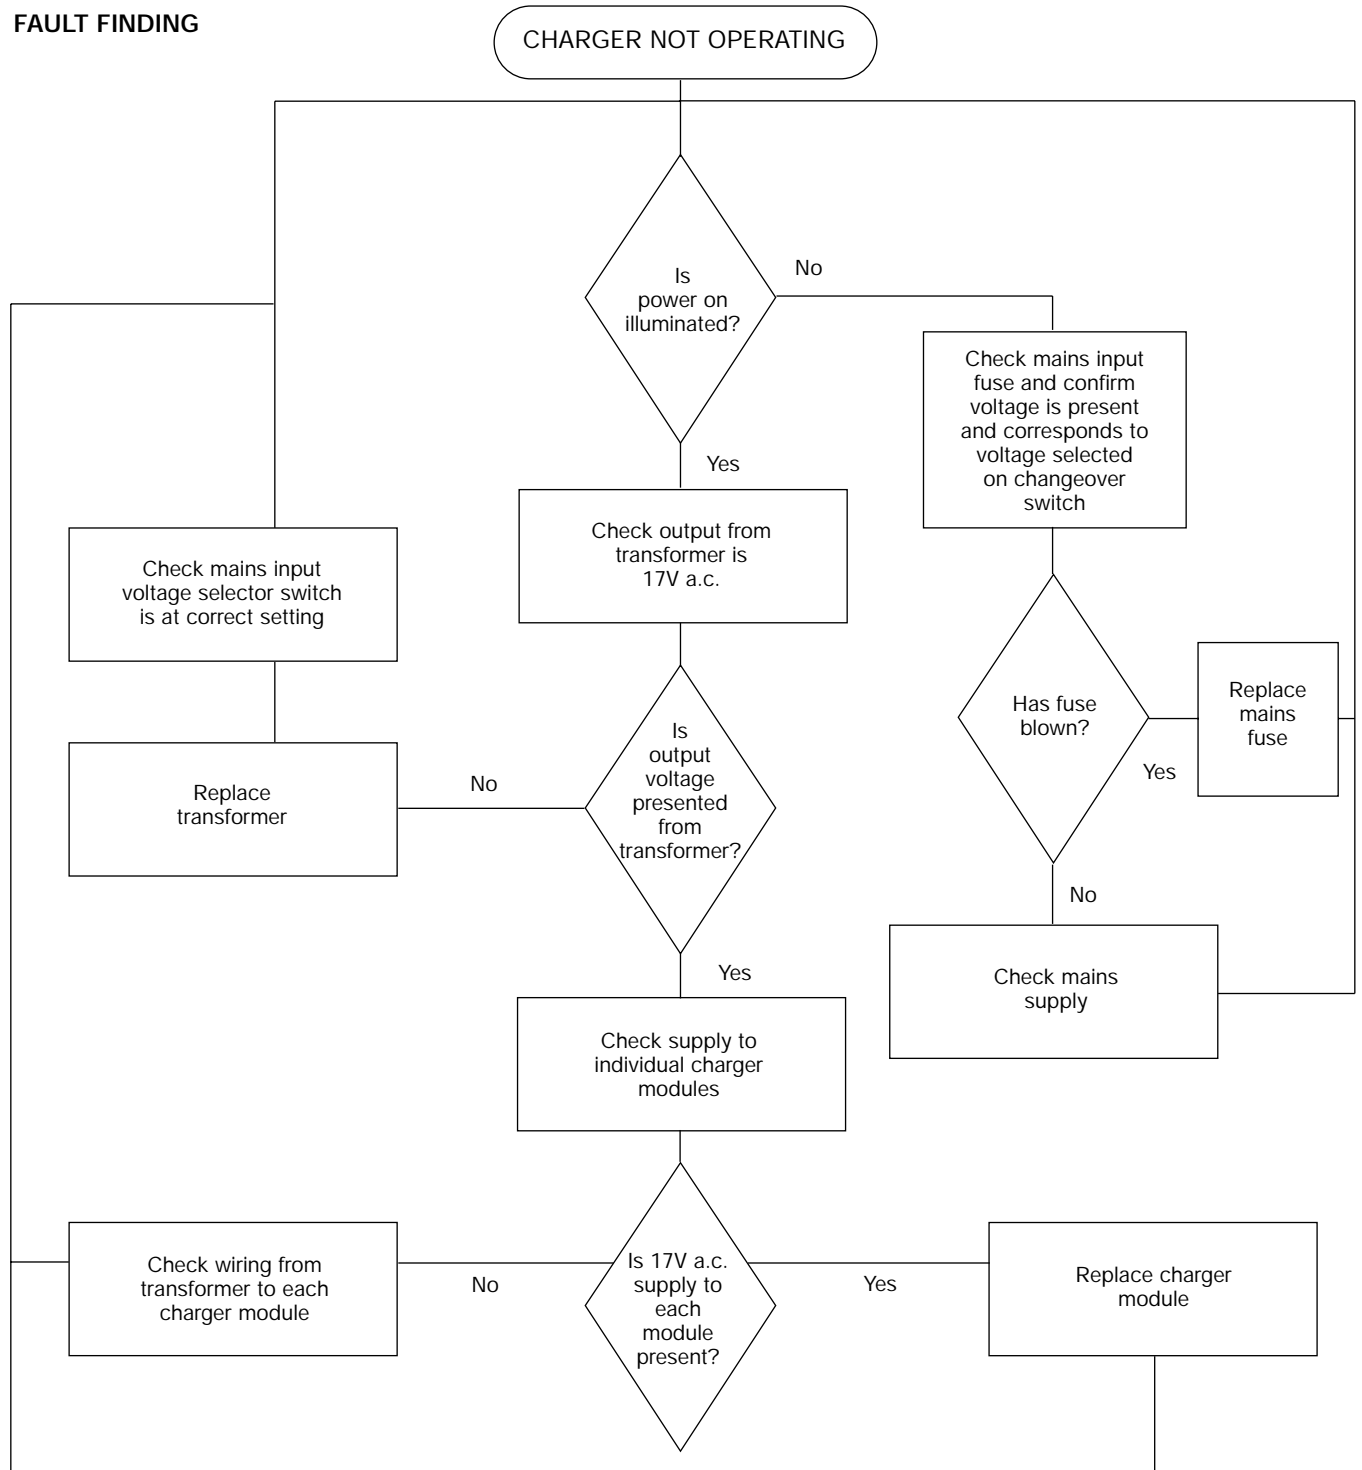 FAULT FINDING
CHARGER NOT OPERATING
Is
power on
illuminated?
No
Check mains input
fuse and confirm
voltage is present
and corresponds to
voltage selected
on changeover
switch
Yes
Check output from
transformer is
17V a.c.
Check mains input
voltage selector switch
is at correct setting
Has fuse
blown?
Replace
mains
fuse
Yes
Is
output
voltage
presented
from
transformer?
No
Replace
transformer
No
Yes
Check mains
supply
Check supply to
individual charger
modules
Is 17V a.c.
supply to
each
module
present?
No
Check wiring from
transformer to each
charger module
Yes
Replace charger
module